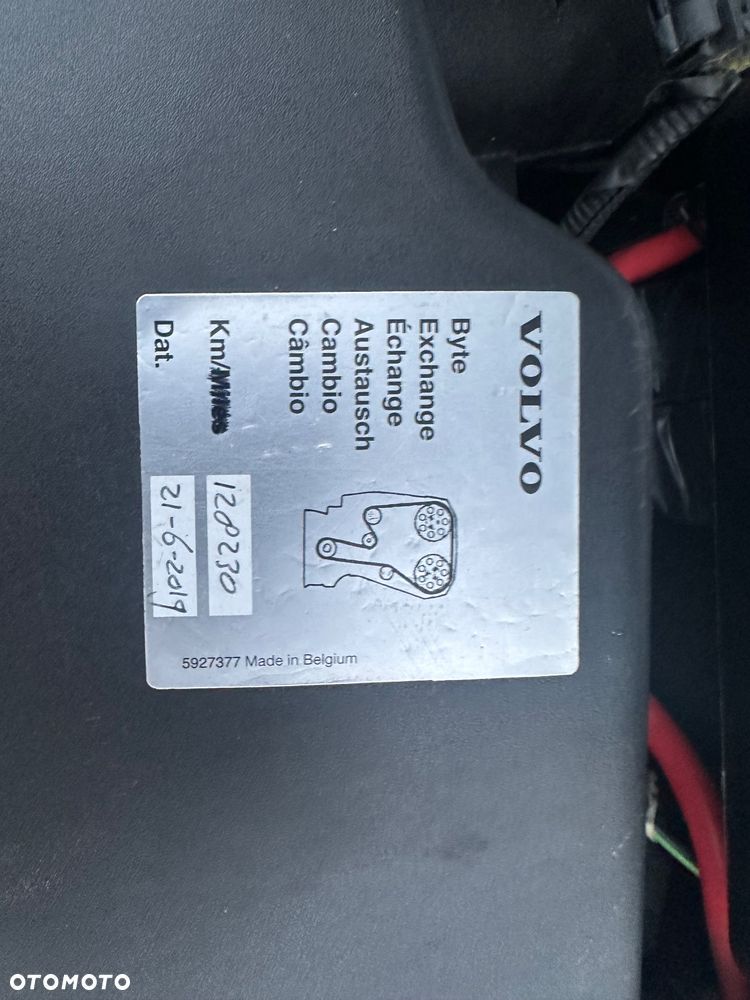 VOLVO
Byte
Exchange
Échange
Austausch
Cambio
Câmbio
Km/Miles 120230
Dat. 21-6-2019
5927377 Made in Belgium
OTOMOTO